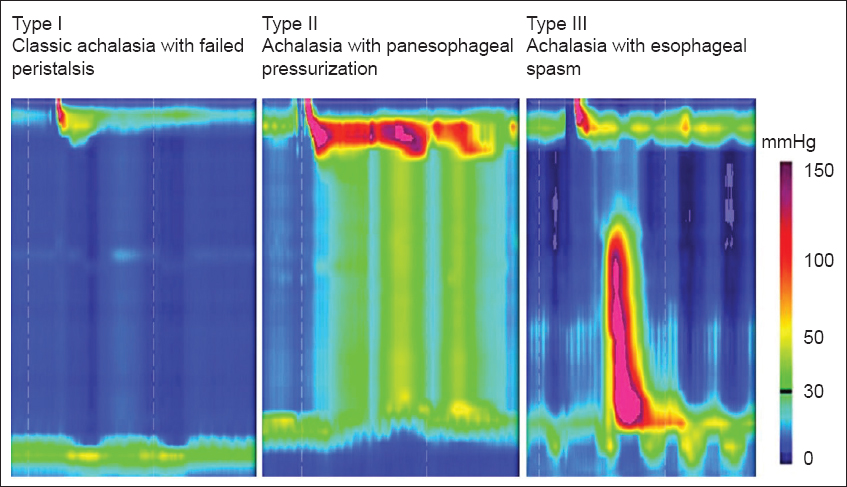 Type I
Classic achalasia with failed
peristalsis
Type II
Achalasia with panesophageal
pressurization
Type III
Achalasia with esophageal
spasm
mmHg
150
100
50
30
0